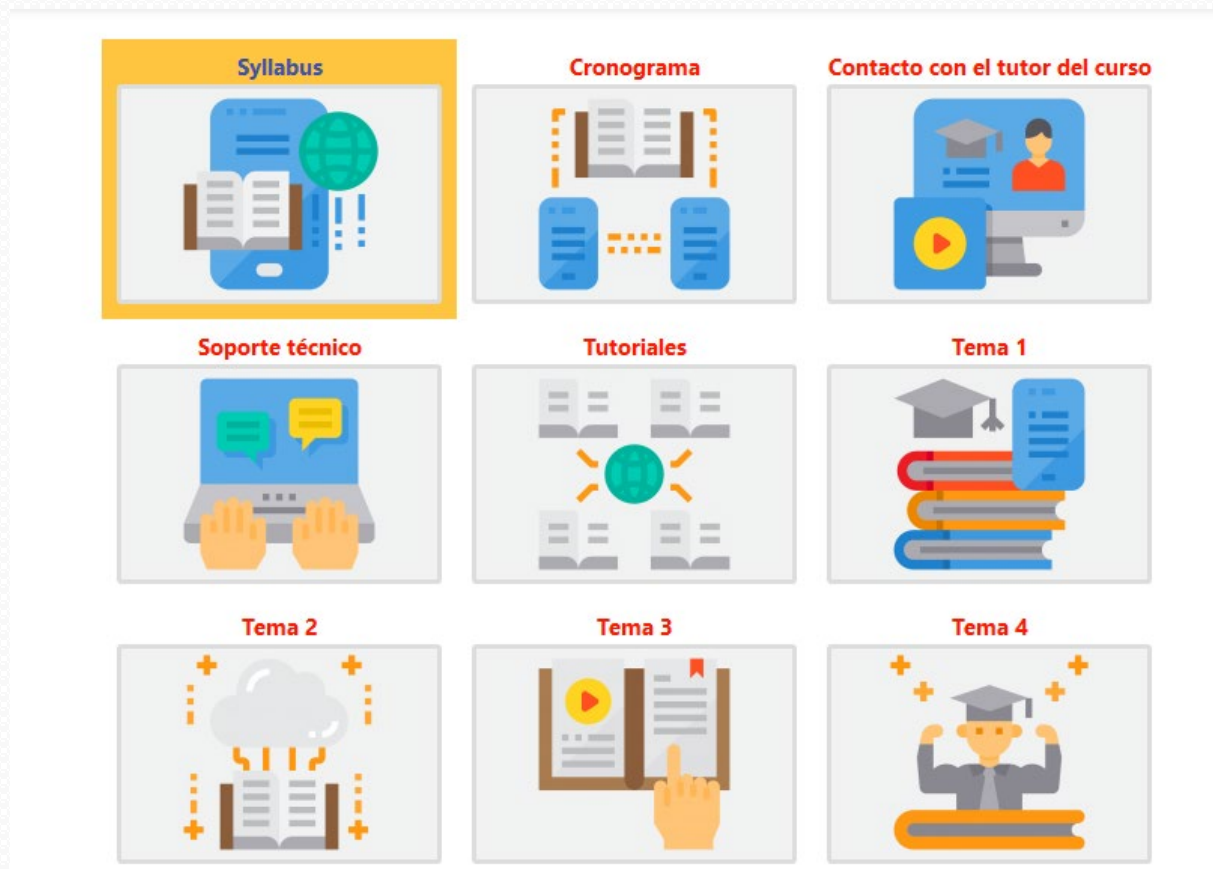 Syllabus
Cronograma
Contacto con el tutor del curso
Soporte técnico
Tutoriales
Tema 1
Tema 2
Tema 3
Tema 4